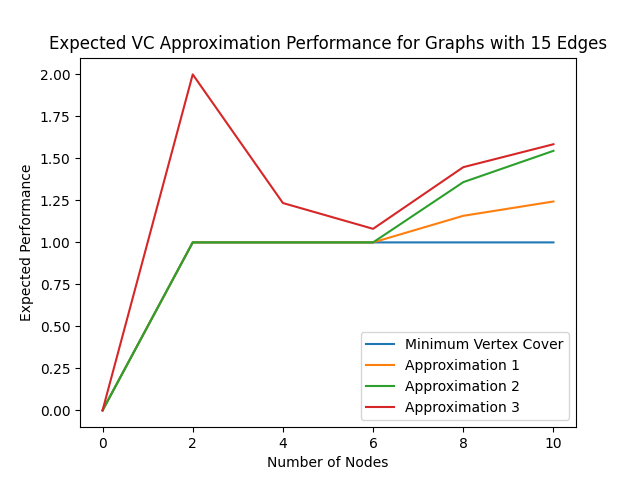 Expected VC Approximation Performance for Graphs with 15 Edges
2.00
1.75
1.50
1.25
1.00
0.75
0.50
0.25
0.00
Expected Performance
Minimum Vertex Cover
Approximation 1
Approximation 2
Approximation 3
0 2 4 6 8 10
Number of Nodes